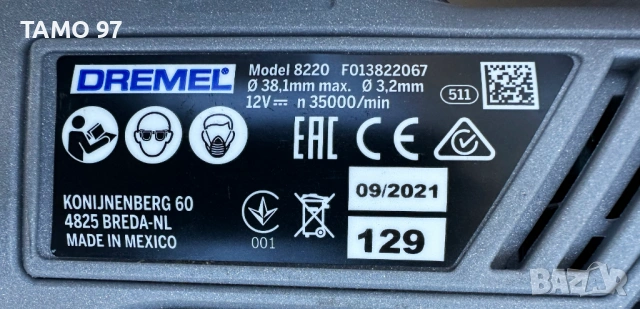 TAMO 97
DREMEL
Model 8220 F013822067
Ø 38,1mm max. Ø 3,2mm
12V⎓ n 35000/min
511
EAC CE
09/2021
KONIJNENBERG 60
4825 BREDA-NL
MADE IN MEXICO
001
129
BAZAR